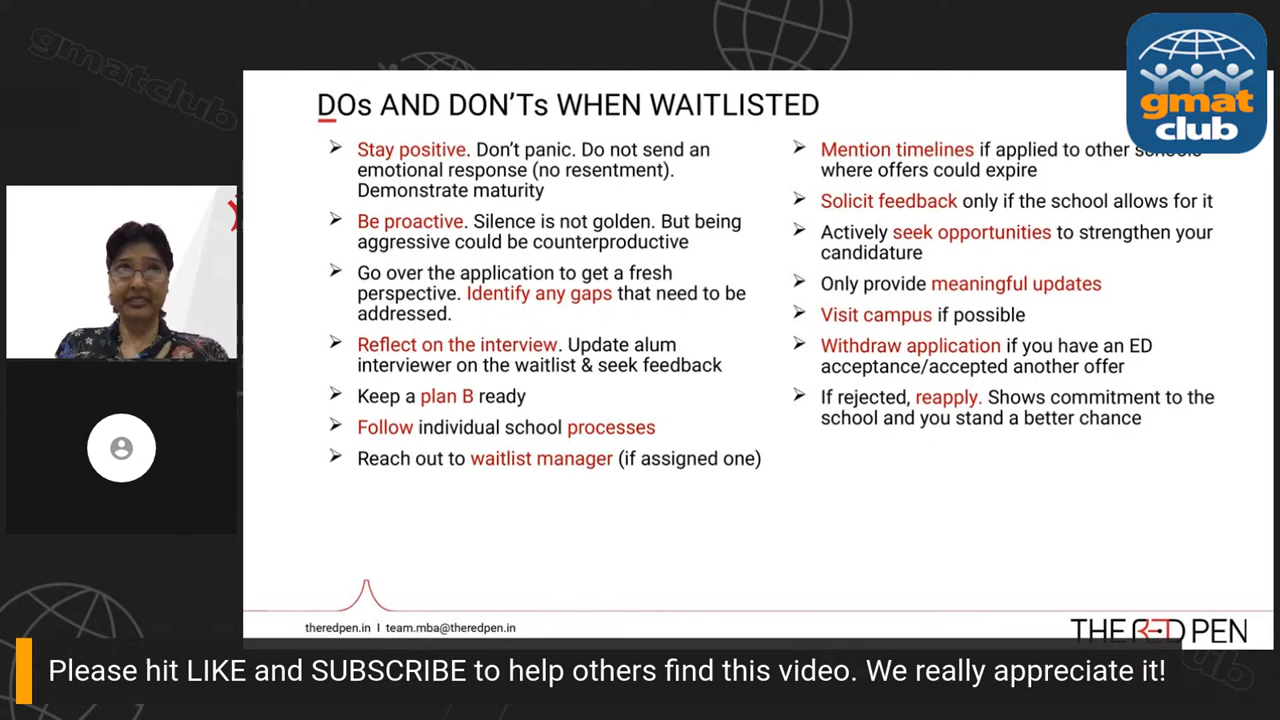 gmatclub
DOs AND DON'Ts WHEN WAITLISTED
Stay positive. Don't panic. Do not send an
emotional response (no resentment).
Demonstrate maturity
Be proactive. Silence is not golden. But being
aggressive could be counterproductive
Go over the application to get a fresh
perspective. Identify any gaps that need to be
addressed.
Reflect on the interview. Update alum
interviewer on the waitlist & seek feedback
Keep a plan B ready
Follow individual school processes
Reach out to waitlist manager (if assigned one)
Mention timelines if applied to other schools
where offers could expire
Solicit feedback only if the school allows for it
Actively seek opportunities to strengthen your
candidature
Only provide meaningful updates
Visit campus if possible
Withdraw application if you have an ED
acceptance/accepted another offer
If rejected, reapply. Shows commitment to the
school and you stand a better chance
gmat
club
theredpen.in I team.mba@theredpen.in
THE RED PEN
Please hit LIKE and SUBSCRIBE to help others find this video. We really appreciate it!
club